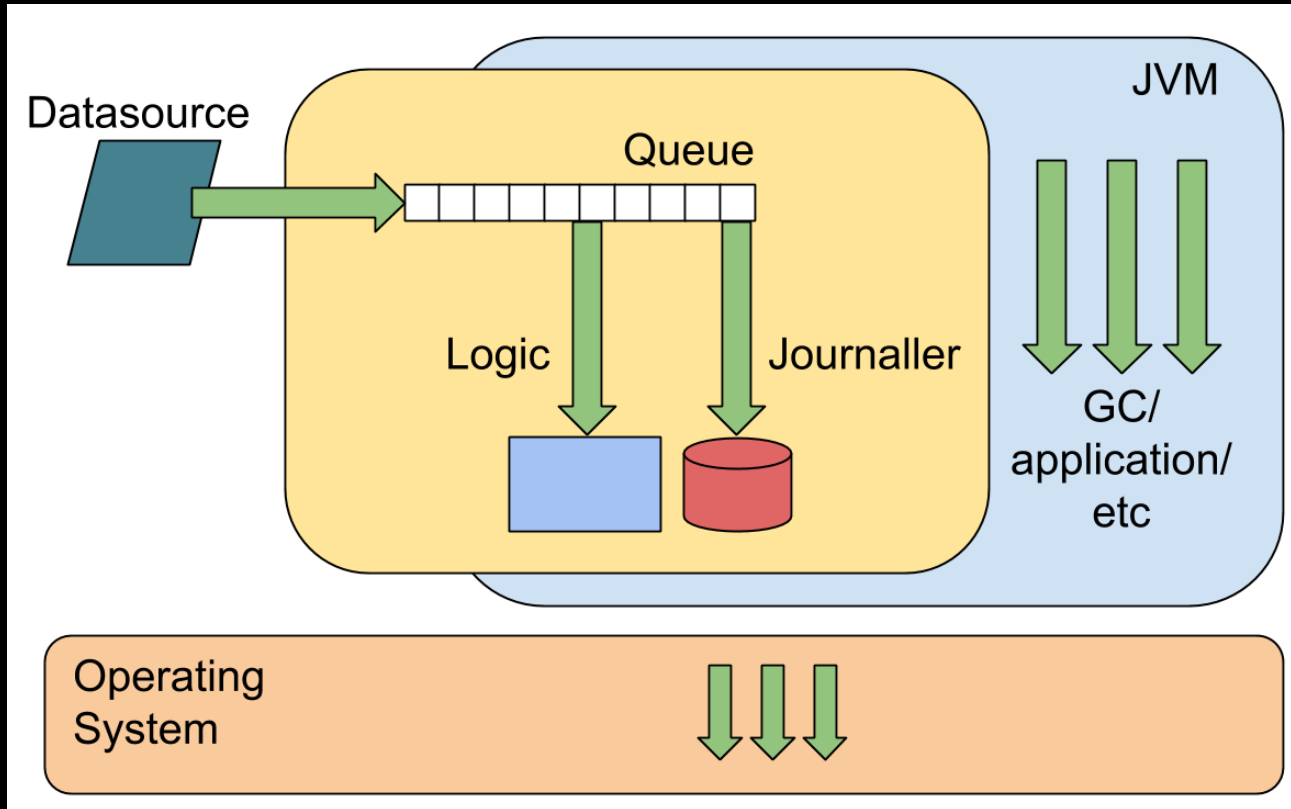 JVM
Datasource
Queue
Logic
Journaller
GC/
application/
etc
Operating
System